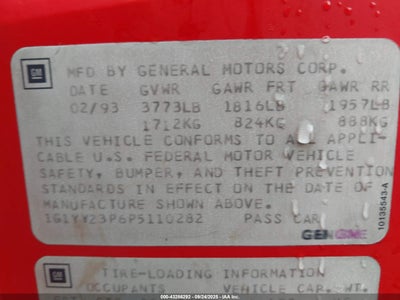 GM
MFD BY GENERAL MOTORS CORP.
DATE GVWR GAWR FRT GAWR RR
02/93 3773LB 1816LB 1957LB
1712KG 824KG 888KG
THIS VEHICLE CONFORMS TO ALL APPLI-
CABLE U.S. FEDERAL MOTOR VEHICLE
SAFETY, BUMPER, AND THEFT PREVENTION
STANDARDS IN EFFECT ON THE DATE OF
MANUFACTURE SHOWN ABOVE.
1G1YY23P6P5110282 PASS CAR
GENUINE
10135543-A
GM
TIRE-LOADING INFORMATION
OCCUPANTS VEHICLE CAP. WT.
000-43288292 - 09/24/2025 - IAA Inc.